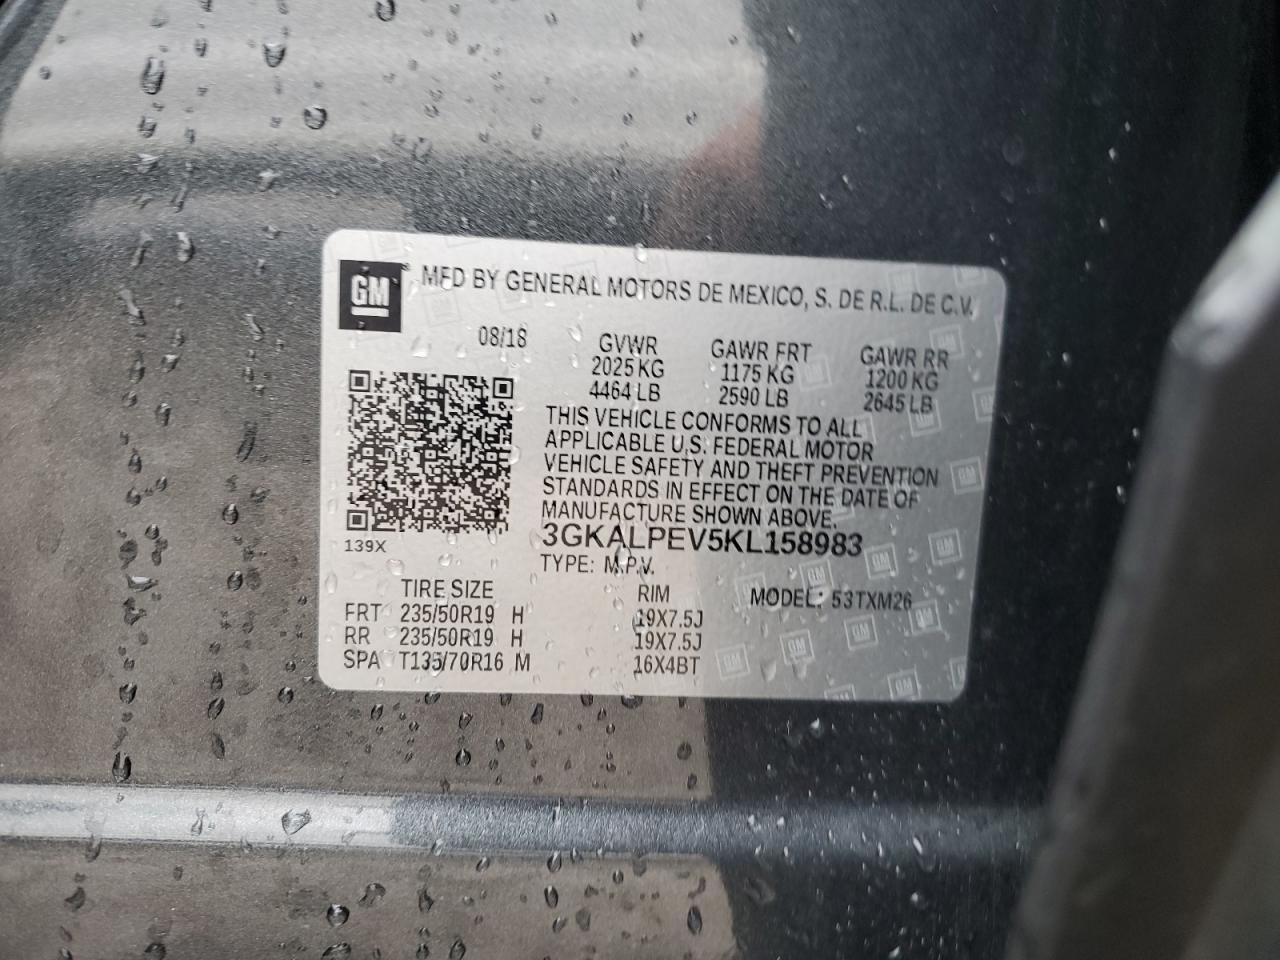 GM MFD BY GENERAL MOTORS DE MEXICO, S. DE R.L. DE C.V.
08/18 GVWR GAWR FRT GAWR RR
2025 KG 1175 KG 1200 KG
4464 LB 2590 LB 2645 LB
THIS VEHICLE CONFORMS TO ALL
APPLICABLE U.S. FEDERAL MOTOR
VEHICLE SAFETY AND THEFT PREVENTION
STANDARDS IN EFFECT ON THE DATE OF
MANUFACTURE SHOWN ABOVE.
3GKALPEV5KL158983
139X
TYPE: M.P.V.
TIRE SIZE RIM MODEL: 53TXM26
FRT 235/50R19 H 19X7.5J
RR 235/50R19 H 19X7.5J
SPA T135/70R16 M 16X4BT